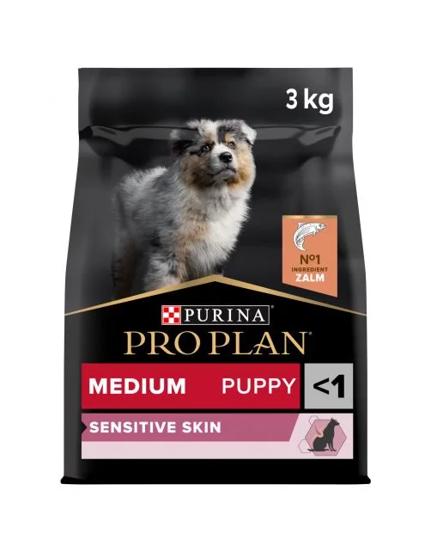 3 kg
Nº1
INGREDIENT
ZALM
PURINA
PRO PLAN®
MEDIUM PUPPY <1
SENSITIVE SKIN